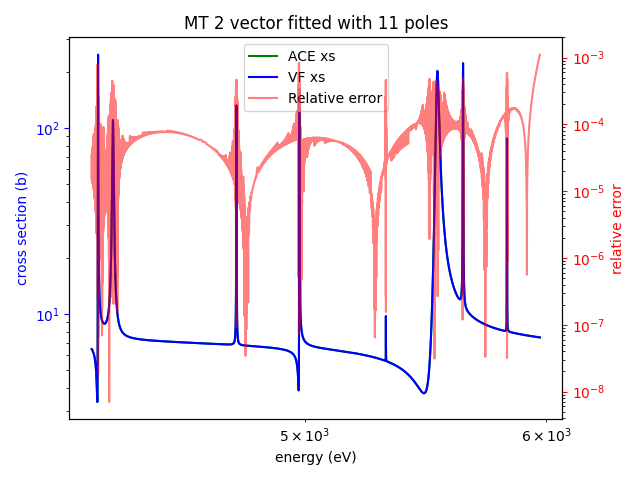 MT 2 vector fitted with 11 poles
ACE xs
VF xs
Relative error
cross section (b)
10²
10¹
relative error
10⁻³
10⁻⁴
10⁻⁵
10⁻⁶
10⁻⁷
10⁻⁸
5 × 10³
6 × 10³
energy (eV)